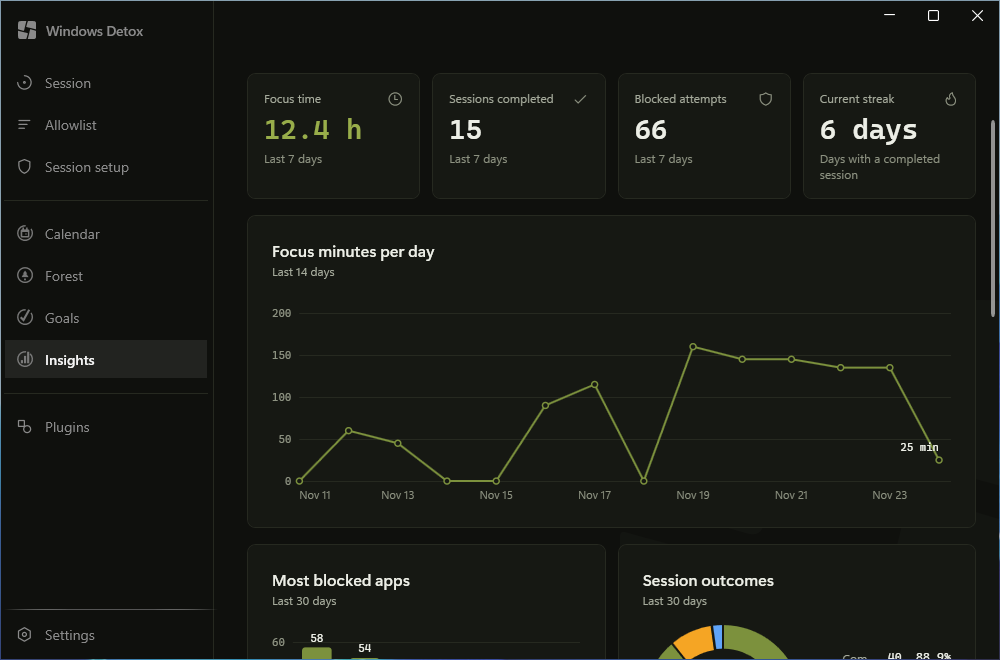 Windows Detox
Session
Allowlist
Session setup
Calendar
Forest
Goals
Insights
Plugins
Settings
Focus time
12.4 h
Last 7 days
Sessions completed
15
Last 7 days
Blocked attempts
66
Last 7 days
Current streak
6 days
Days with a completed
session
Focus minutes per day
Last 14 days
200
150
100
50
0
25 min
Nov 11
Nov 13
Nov 15
Nov 17
Nov 19
Nov 21
Nov 23
Most blocked apps
Last 30 days
60
58
54
Session outcomes
Last 30 days
40
88.9%